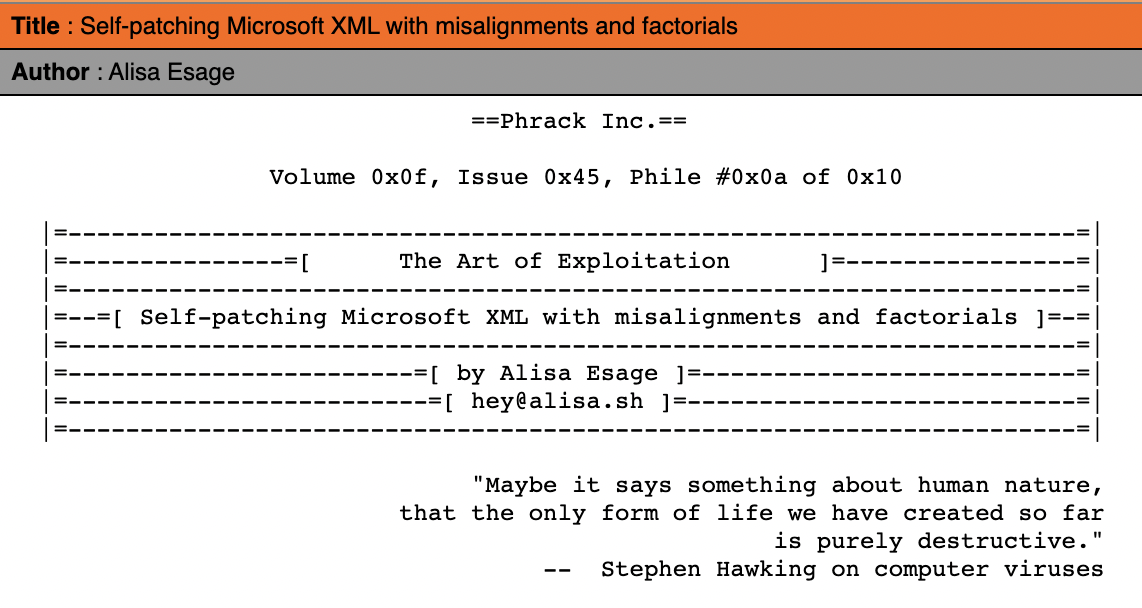 Title : Self-patching Microsoft XML with misalignments and factorials
Author : Alisa Esage
==Phrack Inc.==
Volume 0x0f, Issue 0x45, Phile #0x0a of 0x10
|=-----------------------------------------------------------------------=|
|=---------------=[      The Art of Exploitation      ]=----------------=|
|=-----------------------------------------------------------------------=|
|=--=[ Self-patching Microsoft XML with misalignments and factorials ]=-=|
|=-----------------------------------------------------------------------=|
|=------------------------=[ by Alisa Esage ]=--------------------------=|
|=-------------------------=[ hey@alisa.sh ]=---------------------------=|
|=-----------------------------------------------------------------------=|
"Maybe it says something about human nature,
that the only form of life we have created so far
is purely destructive."
--  Stephen Hawking on computer viruses